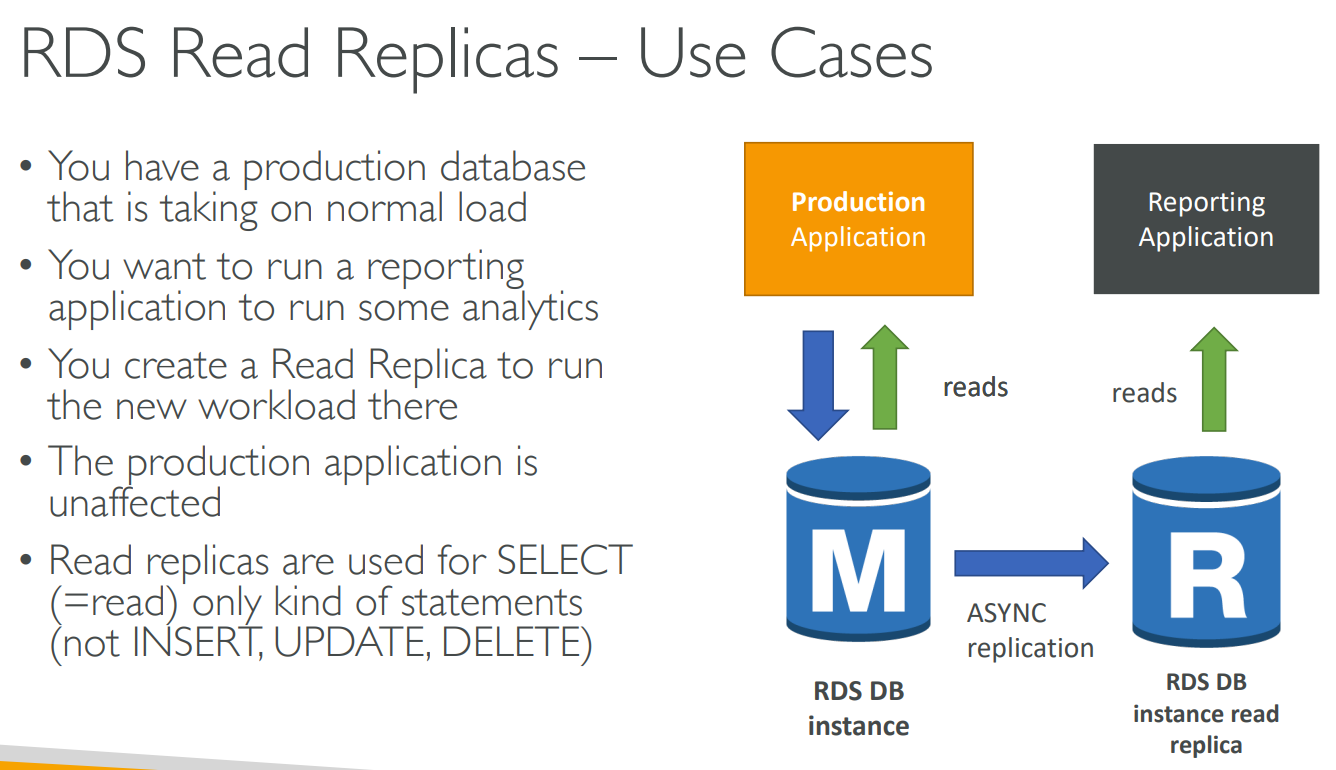 RDS Read Replicas – Use Cases
• You have a production database
that is taking on normal load
• You want to run a reporting
application to run some analytics
• You create a Read Replica to run
the new workload there
• The production application is
unaffected
• Read replicas are used for SELECT
(=read) only kind of statements
(not INSERT, UPDATE, DELETE)
Production
Application
Reporting
Application
reads
reads
M
R
ASYNC
replication
RDS DB
instance
RDS DB
instance read
replica